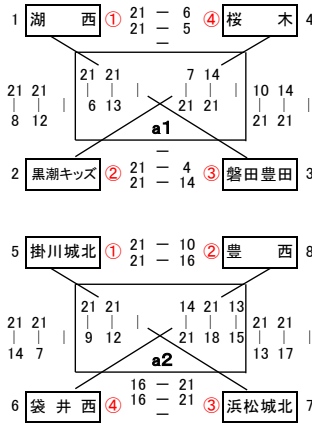 1 湖 西 ① 21 － 6 ④ 桜 木 4
21 － 5
－
21 21 7 14
| | | | | |
6 13 21 21
21 21 10 14
| | | | | |
8 12 21 21
a1
－
2 黒潮キッズ ② 21 － 4 ③ 磐田豊田 3
21 － 14
5 掛川城北 ① 21 － 10 ② 豊 西 8
21 － 16
－
21 21 14 21 13
| | | | | |
9 12 21 18 15
21 21 21 21
| | | | | |
14 7 13 17
a2
16 － 21
6 袋 井 西 ④ 16 － 21 ③ 浜松城北 7
－